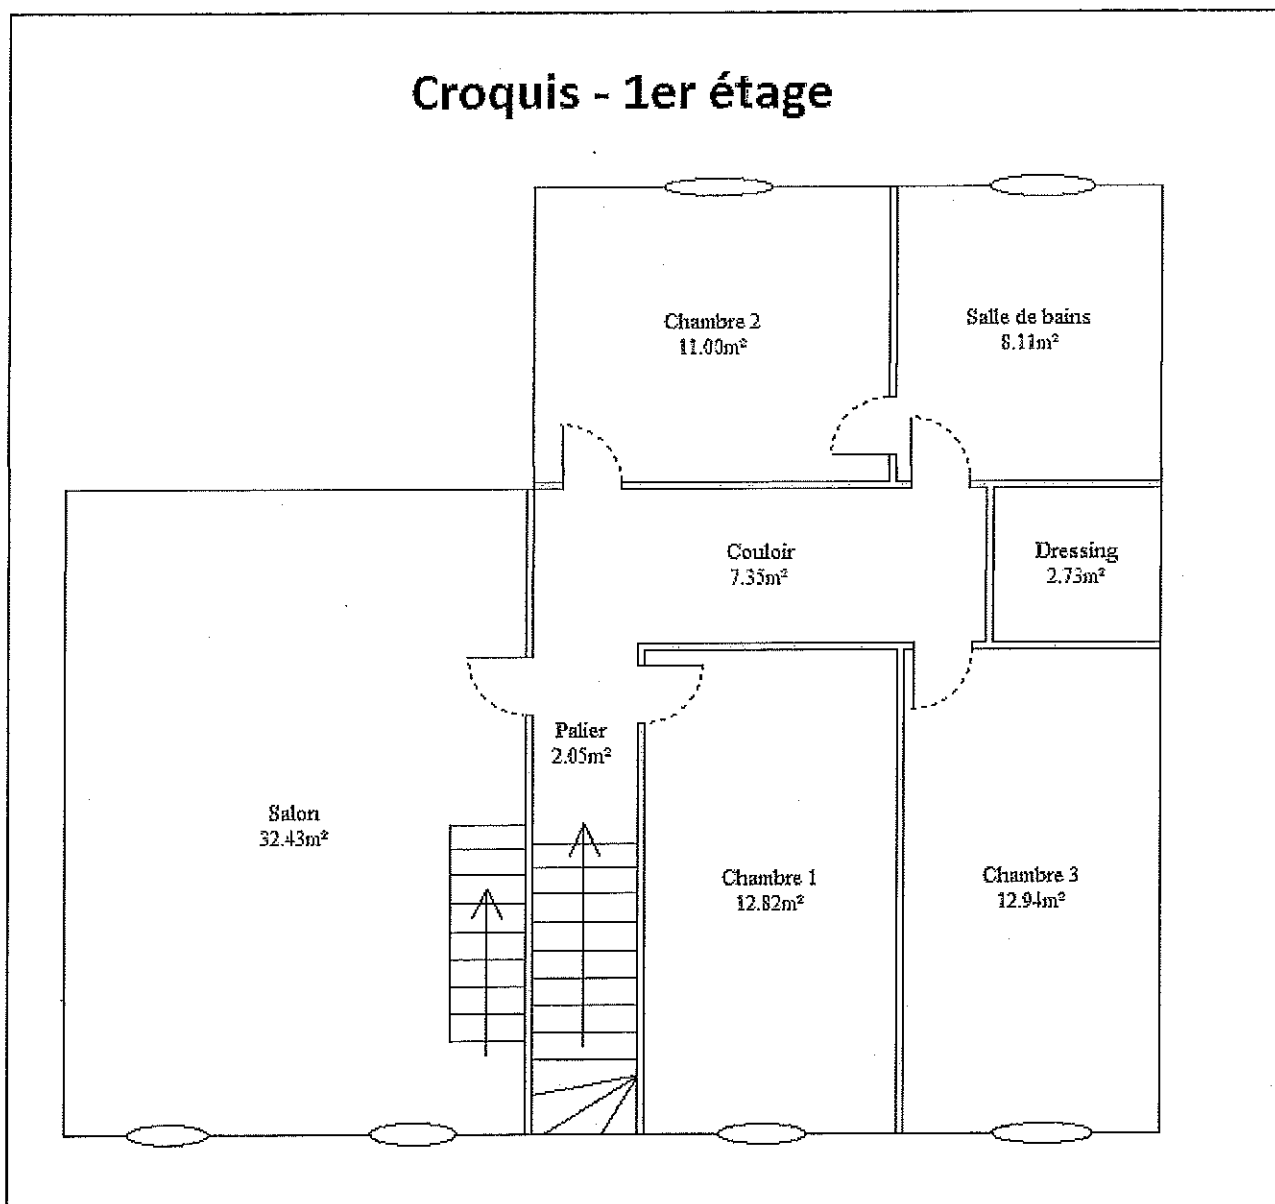 Croquis - 1er étage
Chambre 2
11.00m²
Salle de bains
8.11m²
Couloir
7.35m²
Dressing
2.73m²
Palier
2.05m²
Salon
32.43m²
Chambre 1
12.82m²
Chambre 3
12.94m²